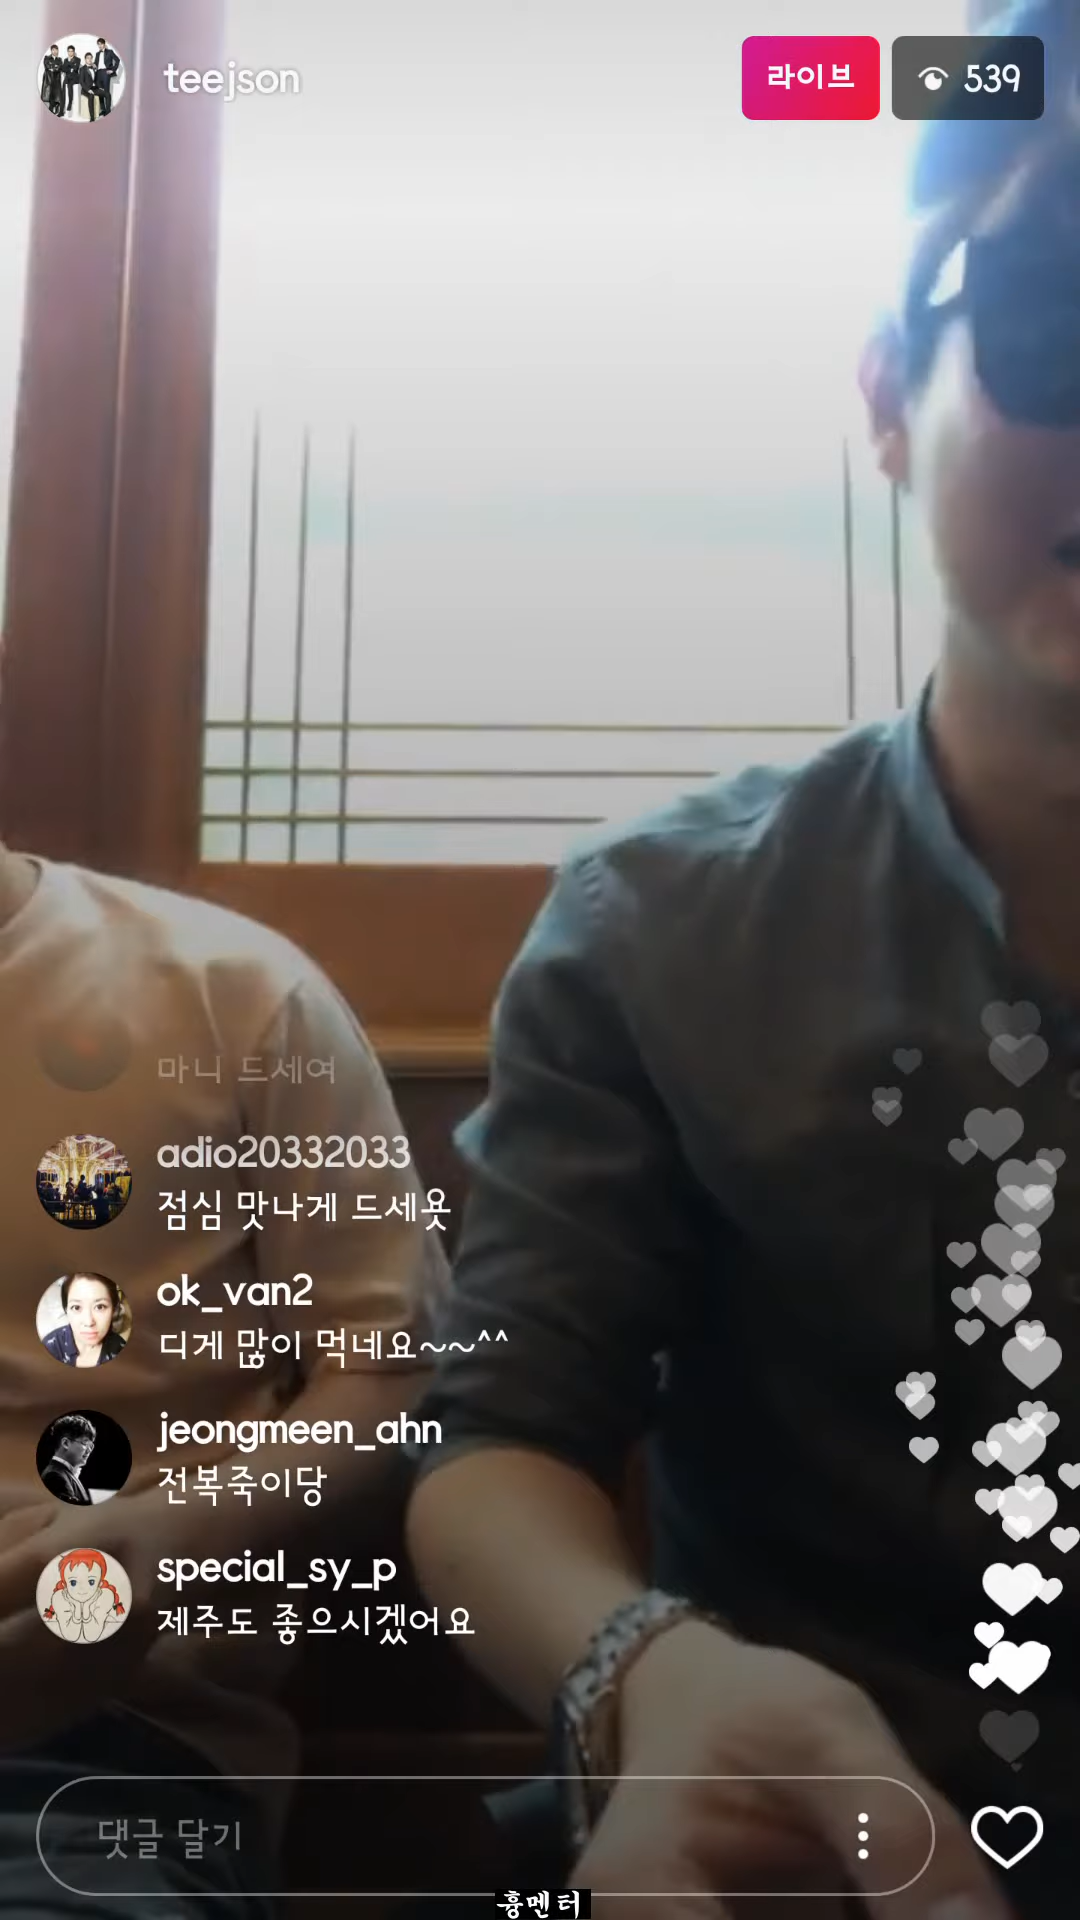 teejson
라이브
539
마니 드세여
adio20332033
점심 맛나게 드세욧
ok_van2
디게 많이 먹네요~~^^
jeongmeen_ahn
전복죽이당
special_sy_p
제주도 좋으시겠어요
댓글 달기
흉멘터